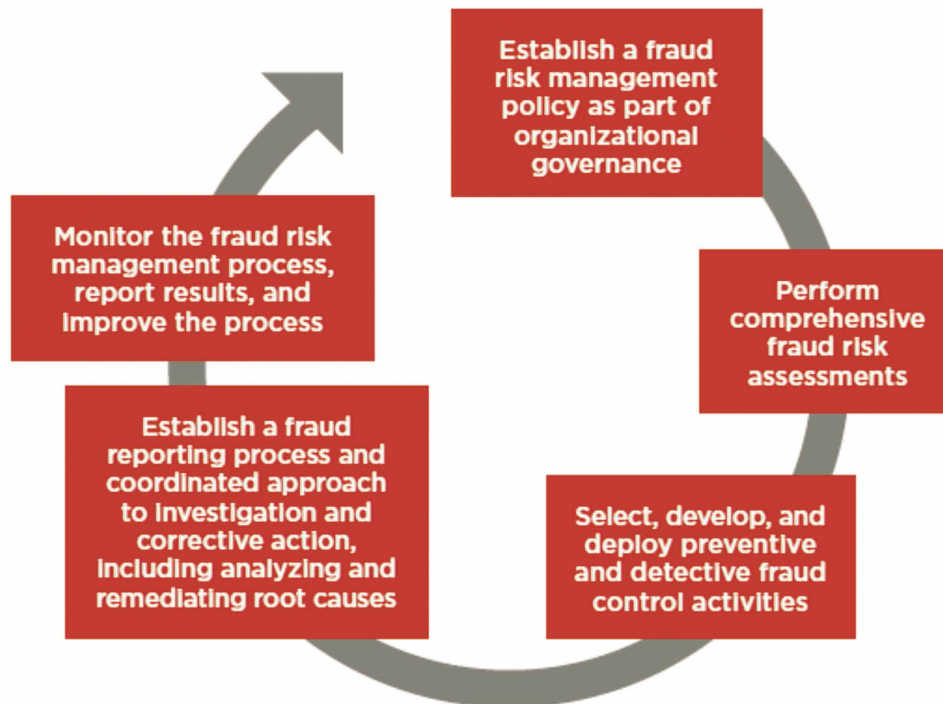 Establish a fraud
risk management
policy as part of
organizational
governance
Perform
comprehensive
fraud risk
assessments
Select, develop, and
deploy preventive
and detective fraud
control activities
Establish a fraud
reporting process and
coordinated approach
to investigation and
corrective action,
including analyzing and
remediating root causes
Monitor the fraud risk
management process,
report results, and
improve the process